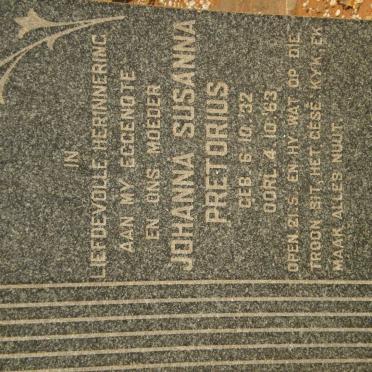 IN
LIEFDEVOLLE HERINNERING
AAN MY EGGENOTE
EN ONS MOEDER
JOHANNA SUSANNA
PRETORIUS
GEB. 6.10.32
OORL. 4.10.63
OPEN. 21:5. EN HY WAT OP DIE
TROON SIT HET GESÊ. KYK, EK
MAAK ALLES NUUT.